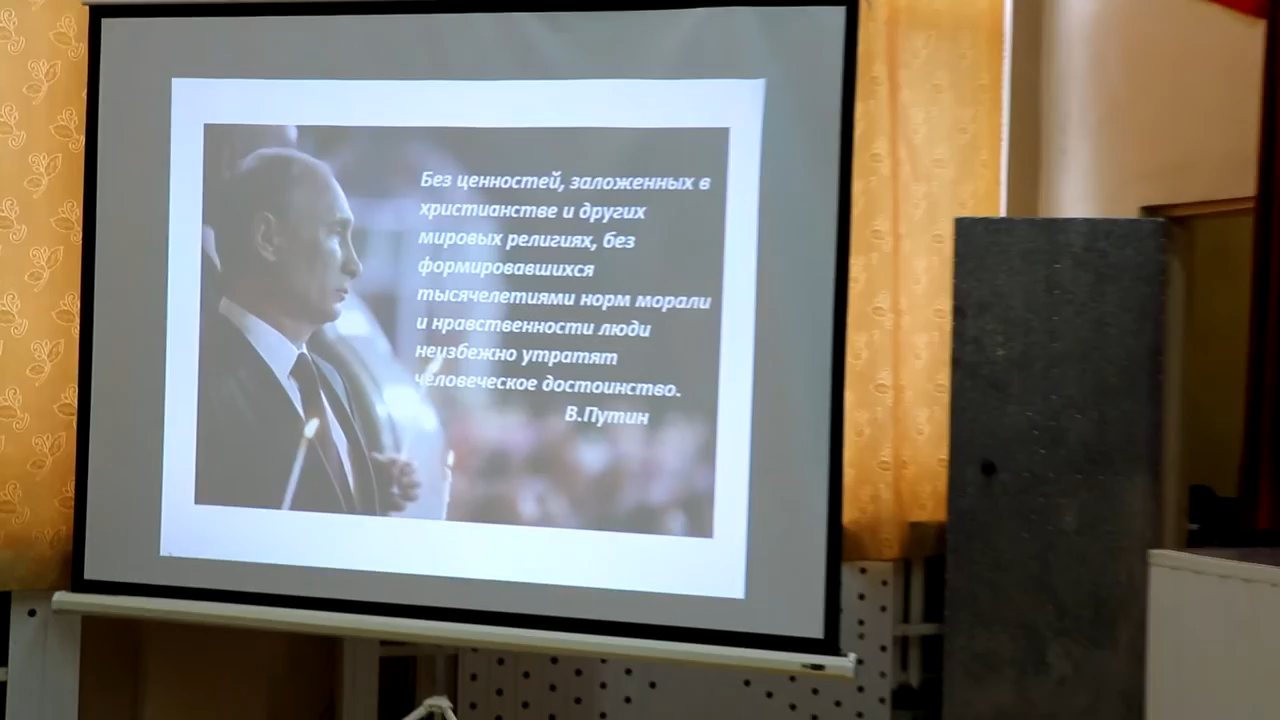 Без ценностей, заложенных в
христианстве и других
мировых религиях, без
формировавшихся
тысячелетиями норм морали
и нравственности люди
неизбежно утратят
человеческое достоинство.
В.Путин